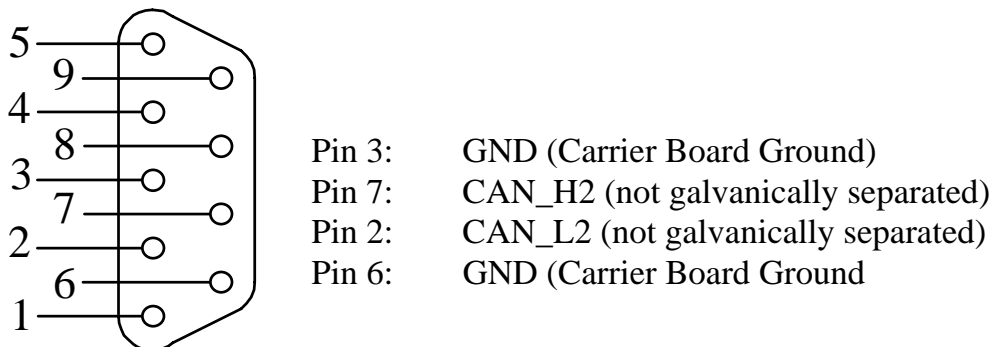 5
9
4
8
3
7
2
6
1
Pin 3: GND (Carrier Board Ground)
Pin 7: CAN_H2 (not galvanically separated)
Pin 2: CAN_L2 (not galvanically separated)
Pin 6: GND (Carrier Board Ground